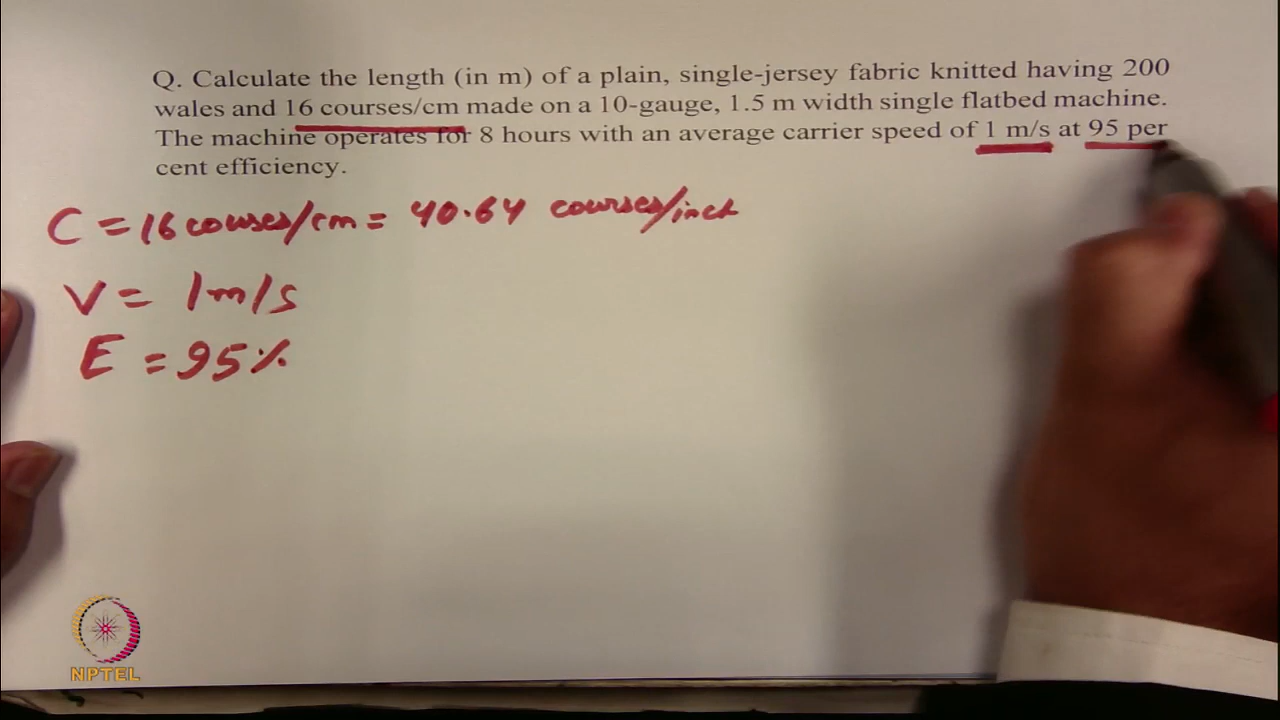 Q. Calculate the length (in m) of a plain, single-jersey fabric knitted having 200
wales and 16 courses/cm made on a 10-gauge, 1.5 m width single flatbed machine.
The machine operates for 8 hours with an average carrier speed of 1 m/s at 95 per
cent efficiency.
C = 16 courses/cm = 40.64 courses/inch
V = 1m/s
E = 95%
NPTEL